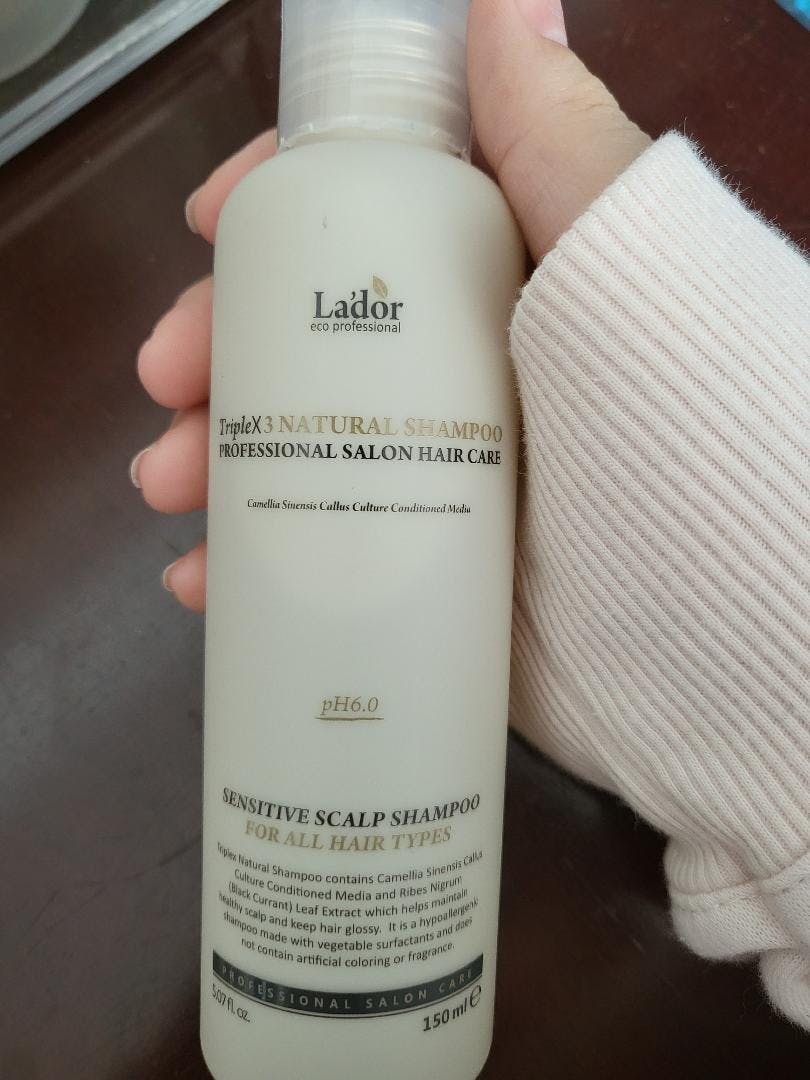 La'dor
eco professional
TripleX3 NATURAL SHAMPOO
PROFESSIONAL SALON HAIR CARE
Camellia Sinensis Callus Culture Conditioned Media
pH6.0
SENSITIVE SCALP SHAMPOO
FOR ALL HAIR TYPES
Triplex Natural Shampoo contains Camellia Sinensis Callus
Culture Conditioned Media and Ribes Nigrum
(Black Currant) Leaf Extract which helps maintain
healthy scalp and keep hair glossy. It is a hypoallergenic
shampoo made with vegetable surfactants and does
not contain artificial coloring or fragrance.
PROFESSIONAL SALON CARE
5.07 fl. oz.
150 ml ℮